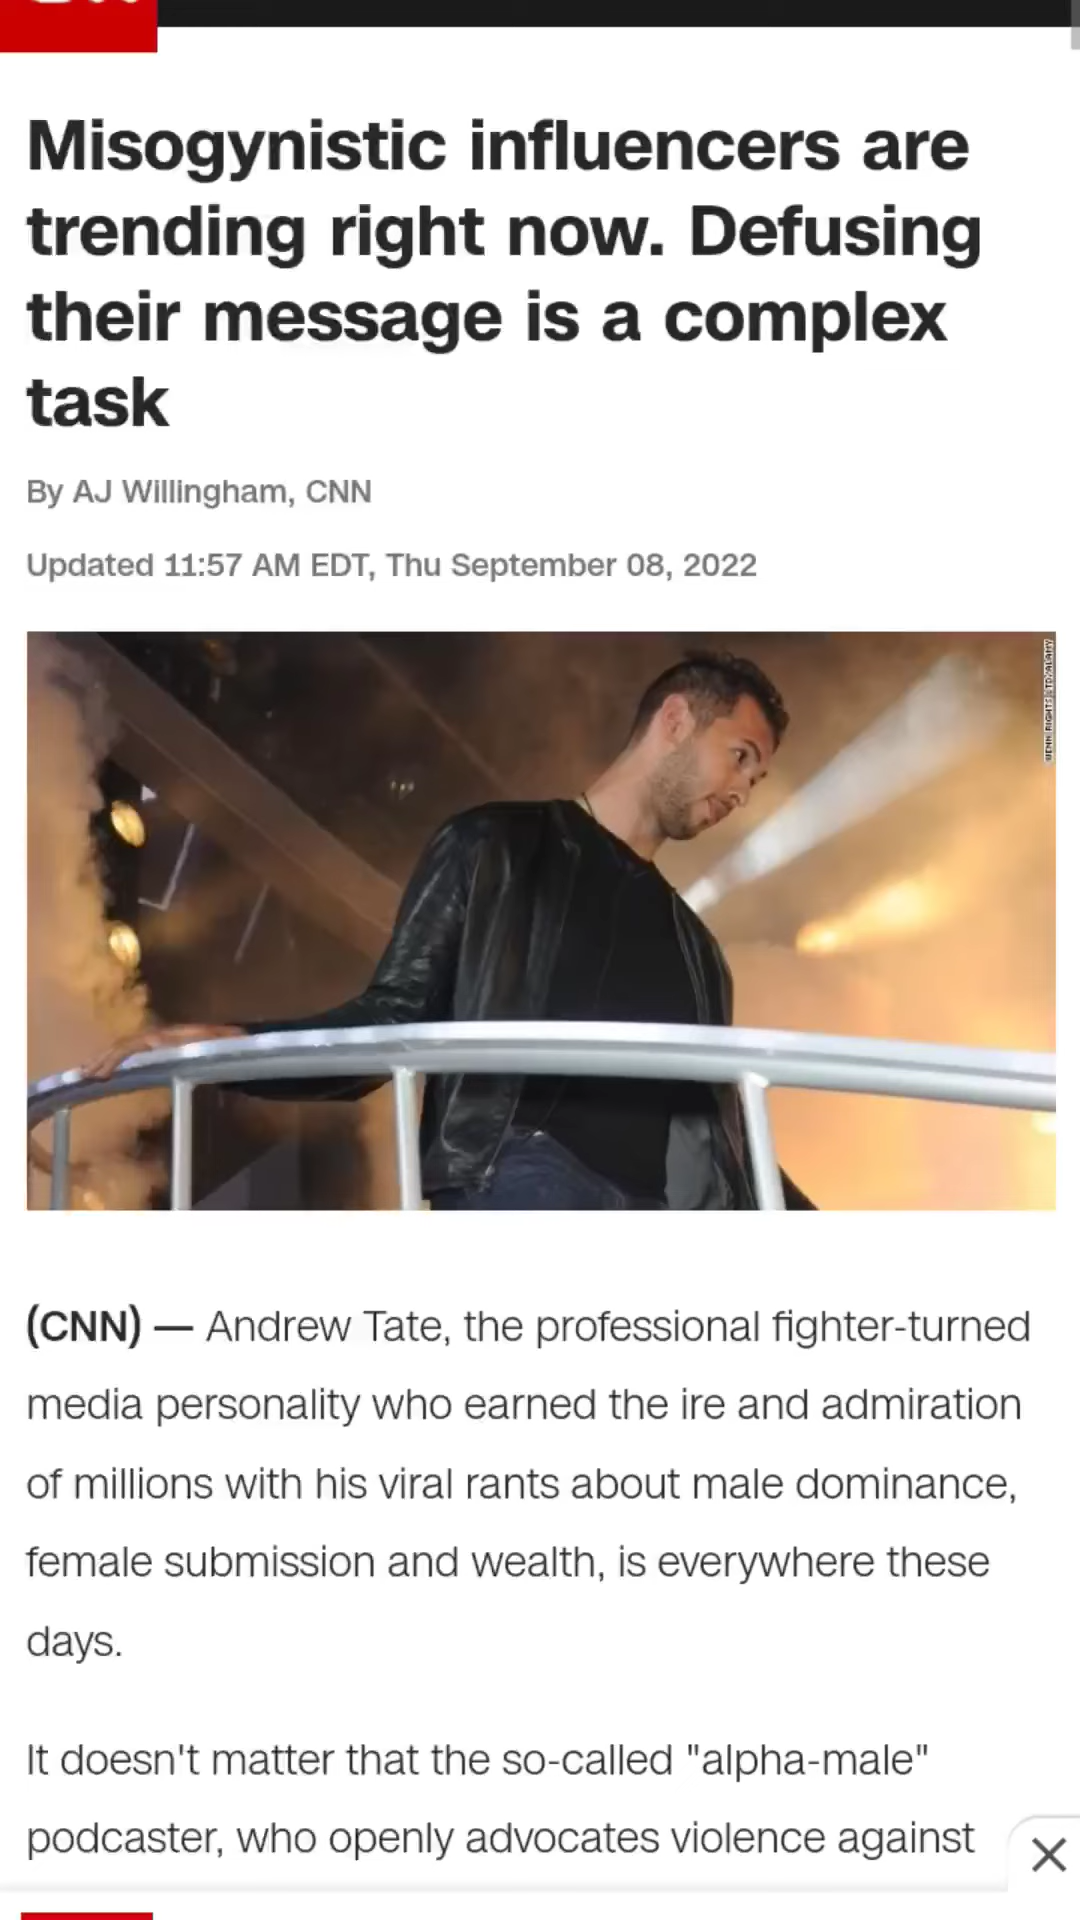 Misogynistic influencers are
trending right now. Defusing
their message is a complex
task
By AJ Willingham, CNN
Updated 11:57 AM EDT, Thu September 08, 2022
(CNN) — Andrew Tate, the professional fighter-turned
media personality who earned the ire and admiration
of millions with his viral rants about male dominance,
female submission and wealth, is everywhere these
days.
It doesn't matter that the so-called "alpha-male"
podcaster, who openly advocates violence against